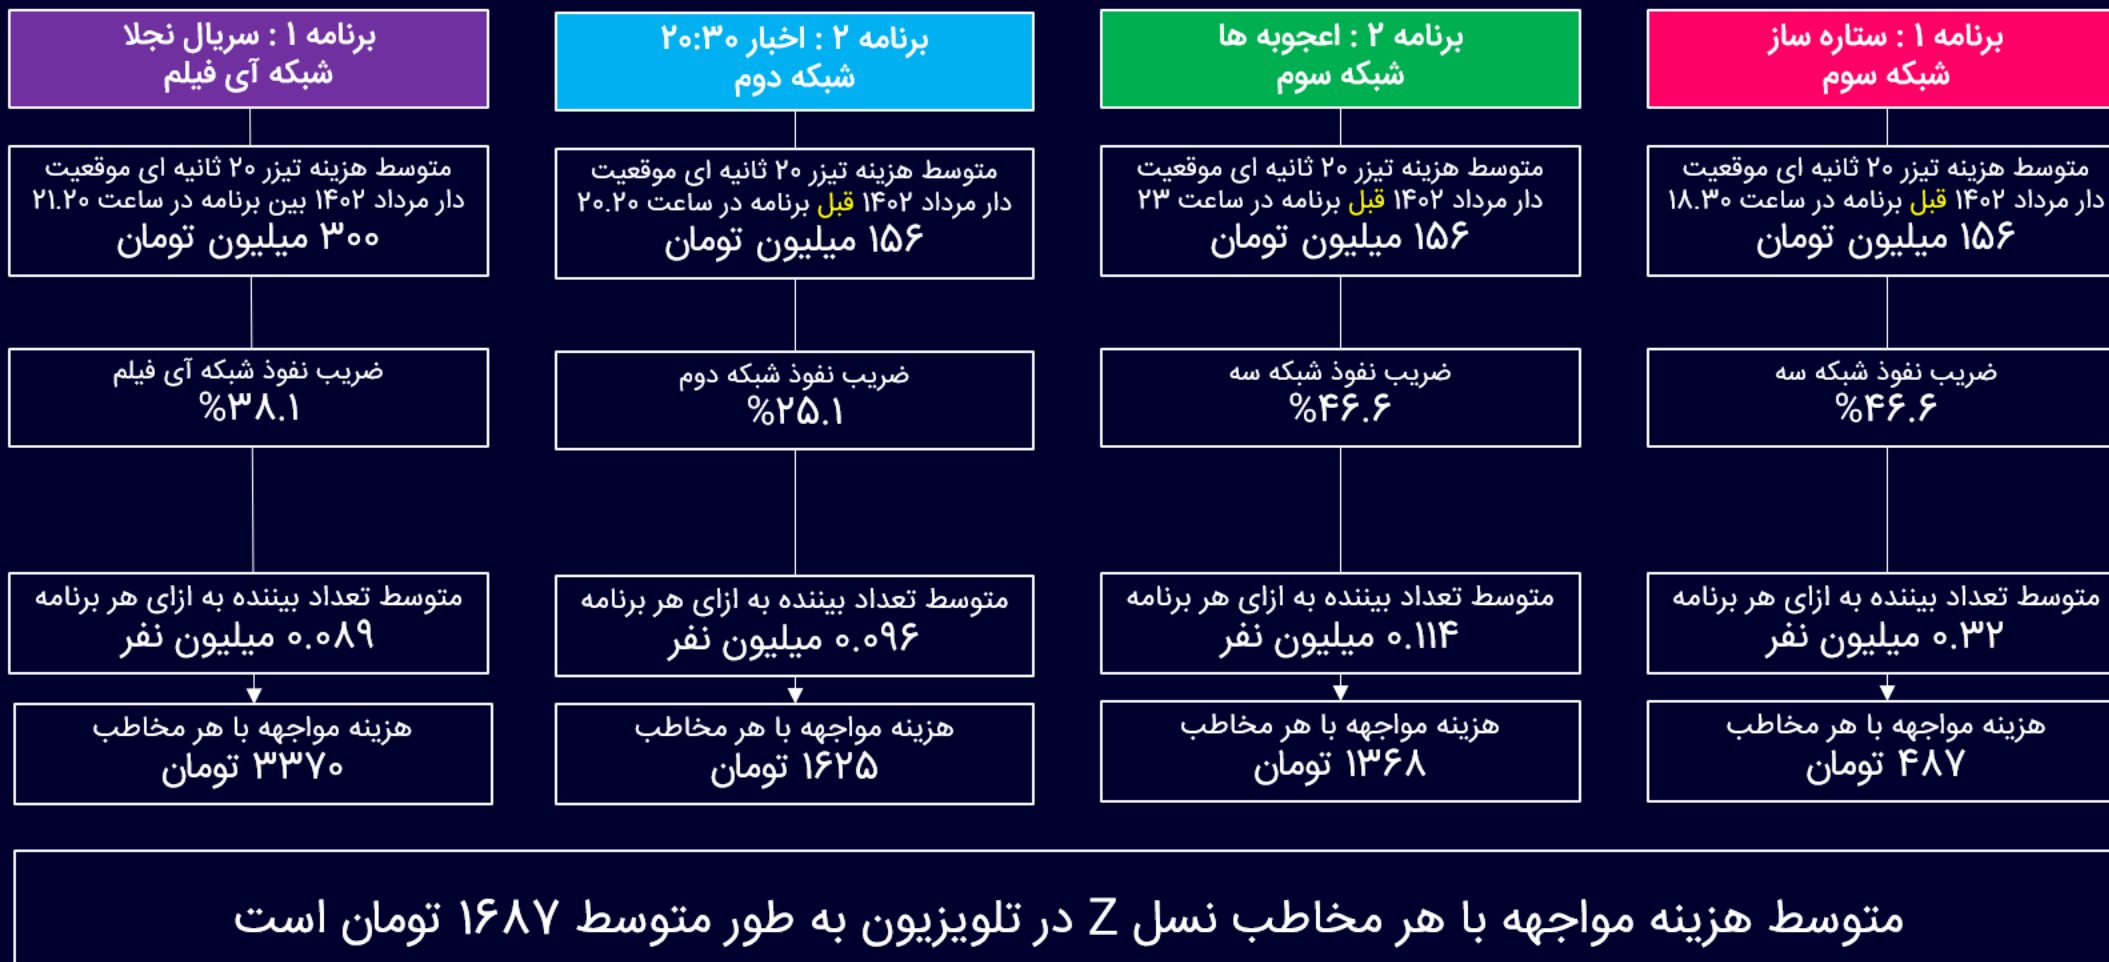 برنامه ۱ : ستاره ساز
شبکه سوم
متوسط هزینه تیزر ۲۰ ثانیه ای موقعیت
دار مرداد ۱۴۰۲ قبل برنامه در ساعت ۱۸.۳۰
۱۵۶ میلیون تومان
ضریب نفوذ شبکه سه
%۴۶.۶
متوسط تعداد بیننده به ازای هر برنامه
۰.۳۲ میلیون نفر
هزینه مواجهه با هر مخاطب
۴۸۷ تومان
برنامه ۲ : اعجوبه ها
شبکه سوم
متوسط هزینه تیزر ۲۰ ثانیه ای موقعیت
دار مرداد ۱۴۰۲ قبل برنامه در ساعت ۲۳
۱۵۶ میلیون تومان
ضریب نفوذ شبکه سه
%۴۶.۶
متوسط تعداد بیننده به ازای هر برنامه
۰.۱۱۴ میلیون نفر
هزینه مواجهه با هر مخاطب
۱۳۶۸ تومان
برنامه ۲ : اخبار ۲۰:۳۰
شبکه دوم
متوسط هزینه تیزر ۲۰ ثانیه ای موقعیت
دار مرداد ۱۴۰۲ قبل برنامه در ساعت ۲۰.۲۰
۱۵۶ میلیون تومان
ضریب نفوذ شبکه دوم
%۲۵.۱
متوسط تعداد بیننده به ازای هر برنامه
۰.۰۹۶ میلیون نفر
هزینه مواجهه با هر مخاطب
۱۶۲۵ تومان
برنامه ۱ : سریال نجلا
شبکه آی فیلم
متوسط هزینه تیزر ۲۰ ثانیه ای موقعیت
دار مرداد ۱۴۰۲ بین برنامه در ساعت ۲۱.۲۰
۳۰۰ میلیون تومان
ضریب نفوذ شبکه آی فیلم
%۳۸.۱
متوسط تعداد بیننده به ازای هر برنامه
۰.۰۸۹ میلیون نفر
هزینه مواجهه با هر مخاطب
۳۳۷۰ تومان
متوسط هزینه مواجهه با هر مخاطب نسل Z در تلویزیون به طور متوسط ۱۶۸۷ تومان است